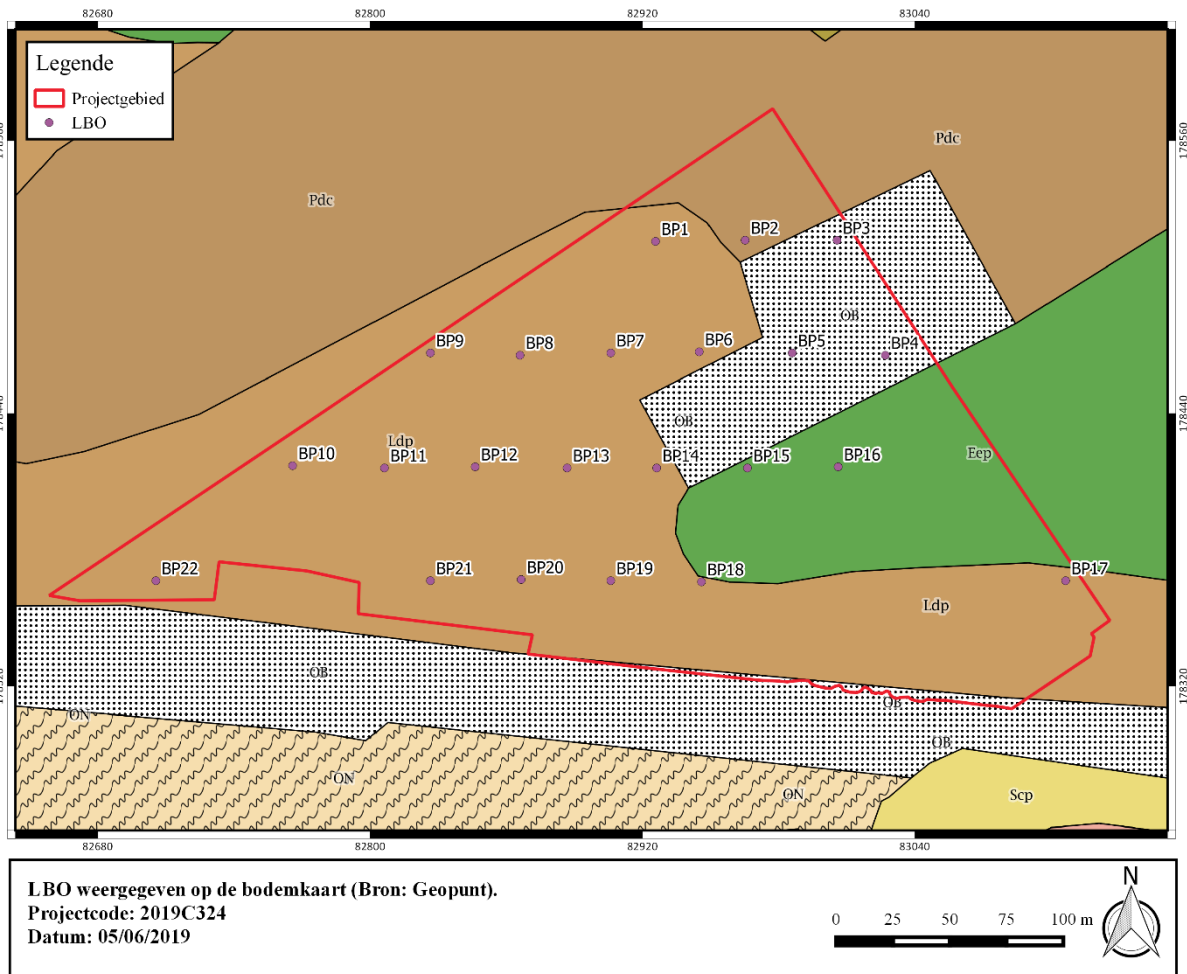 82680 82800 82920 83040
Legende
Projectgebied
LBO
178560 178560
Pdc
Pdc
BP1 BP2 BP3
OB
BP9 BP8 BP7 BP6 BP5 BP4
178440 178440
OB
Ldp
Eep
BP10 BP11 BP12 BP13 BP14 BP15 BP16
BP22 BP21 BP20 BP19 BP18 BP17
Ldp
178320 178320
OB
OB
ON
OB
ON
ON
Scp
82680 82800 82920 83040
LBO weergegeven op de bodemkaart (Bron: Geopunt).
Projectcode: 2019C324
Datum: 05/06/2019
0 25 50 75 100 m
N